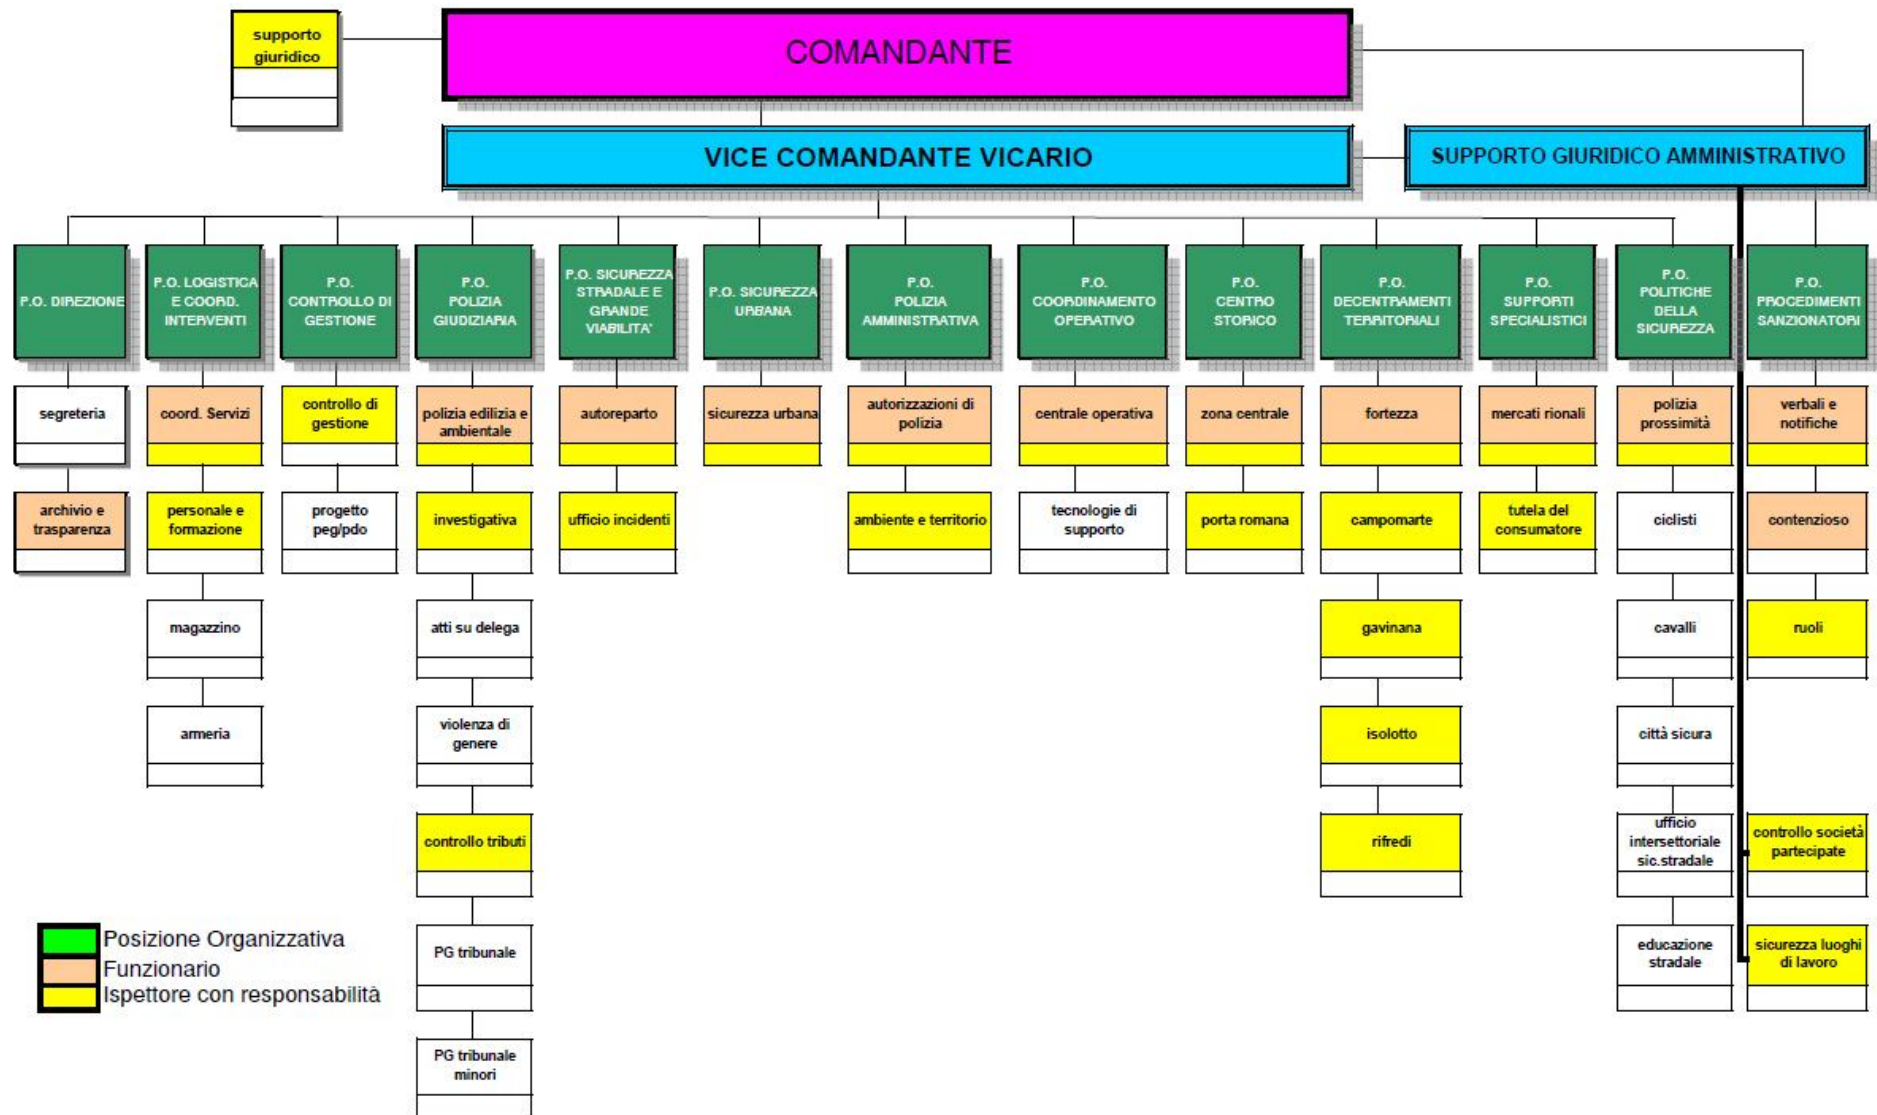 supporto
giuridico
COMANDANTE
VICE COMANDANTE VICARIO
SUPPORTO GIURIDICO AMMINISTRATIVO
P.O. DIREZIONE
P.O. LOGISTICA
E COORD.
INTERVENTI
P.O.
CONTROLLO DI
GESTIONE
P.O.
POLIZIA
GIUDIZIARIA
P.O. SICUREZZA
STRADALE E
GRANDE
VIABILITA'
P.O. SICUREZZA
URBANA
P.O.
POLIZIA
AMMINISTRATIVA
P.O.
COORDINAMENTO
OPERATIVO
P.O.
CENTRO
STORICO
P.O.
DECENTRAMENTI
TERRITORIALI
P.O.
SUPPORTI
SPECIALISTICI
P.O.
POLITICHE
DELLA
SICUREZZA
P.O.
PROCEDIMENTI
SANZIONATORI
segreteria
coord. Servizi
controllo di
gestione
polizia edilizia e
ambientale
autoreparto
sicurezza urbana
autorizzazioni di
polizia
centrale operativa
zona centrale
fortezza
mercati rionali
polizia
prossimità
verbali e
notifiche
archivio e
trasparenza
personale e
formazione
progetto
peg/pdo
investigativa
ufficio incidenti
ambiente e territorio
tecnologie di
supporto
porta romana
campomarte
tutela del
consumatore
ciclisti
contenzioso
magazzino
atti su delega
gavinana
cavalli
ruoli
armeria
violenza di
genere
isolotto
città sicura
controllo tributi
rifredi
ufficio
intersettoriale
sic.stradale
controllo società
partecipate
PG tribunale
educazione
stradale
sicurezza luoghi
di lavoro
PG tribunale
minori
Posizione Organizzativa
Funzionario
Ispettore con responsabilità